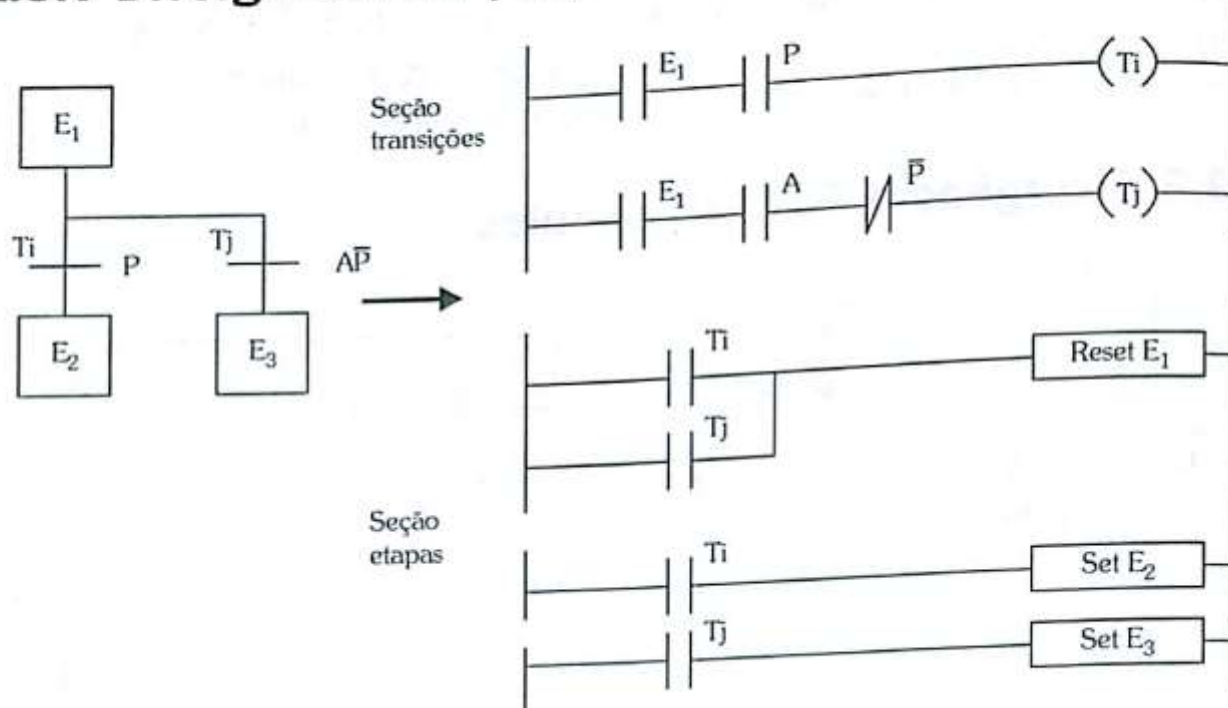 E₁
Ti
P
Tj
AP̅
E₂
E₃
Seção
transições
E₁
P
(Ti)
E₁
A
P̅
(Tj)
Ti
Reset E₁
Tj
Seção
etapas
Ti
Set E₂
Tj
Set E₃